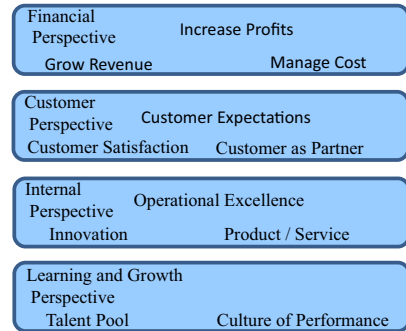 Financial
Perspective
Increase Profits
Grow Revenue
Manage Cost
Customer
Perspective
Customer Expectations
Customer Satisfaction
Customer as Partner
Internal
Perspective
Operational Excellence
Innovation
Product / Service
Learning and Growth
Perspective
Talent Pool
Culture of Performance